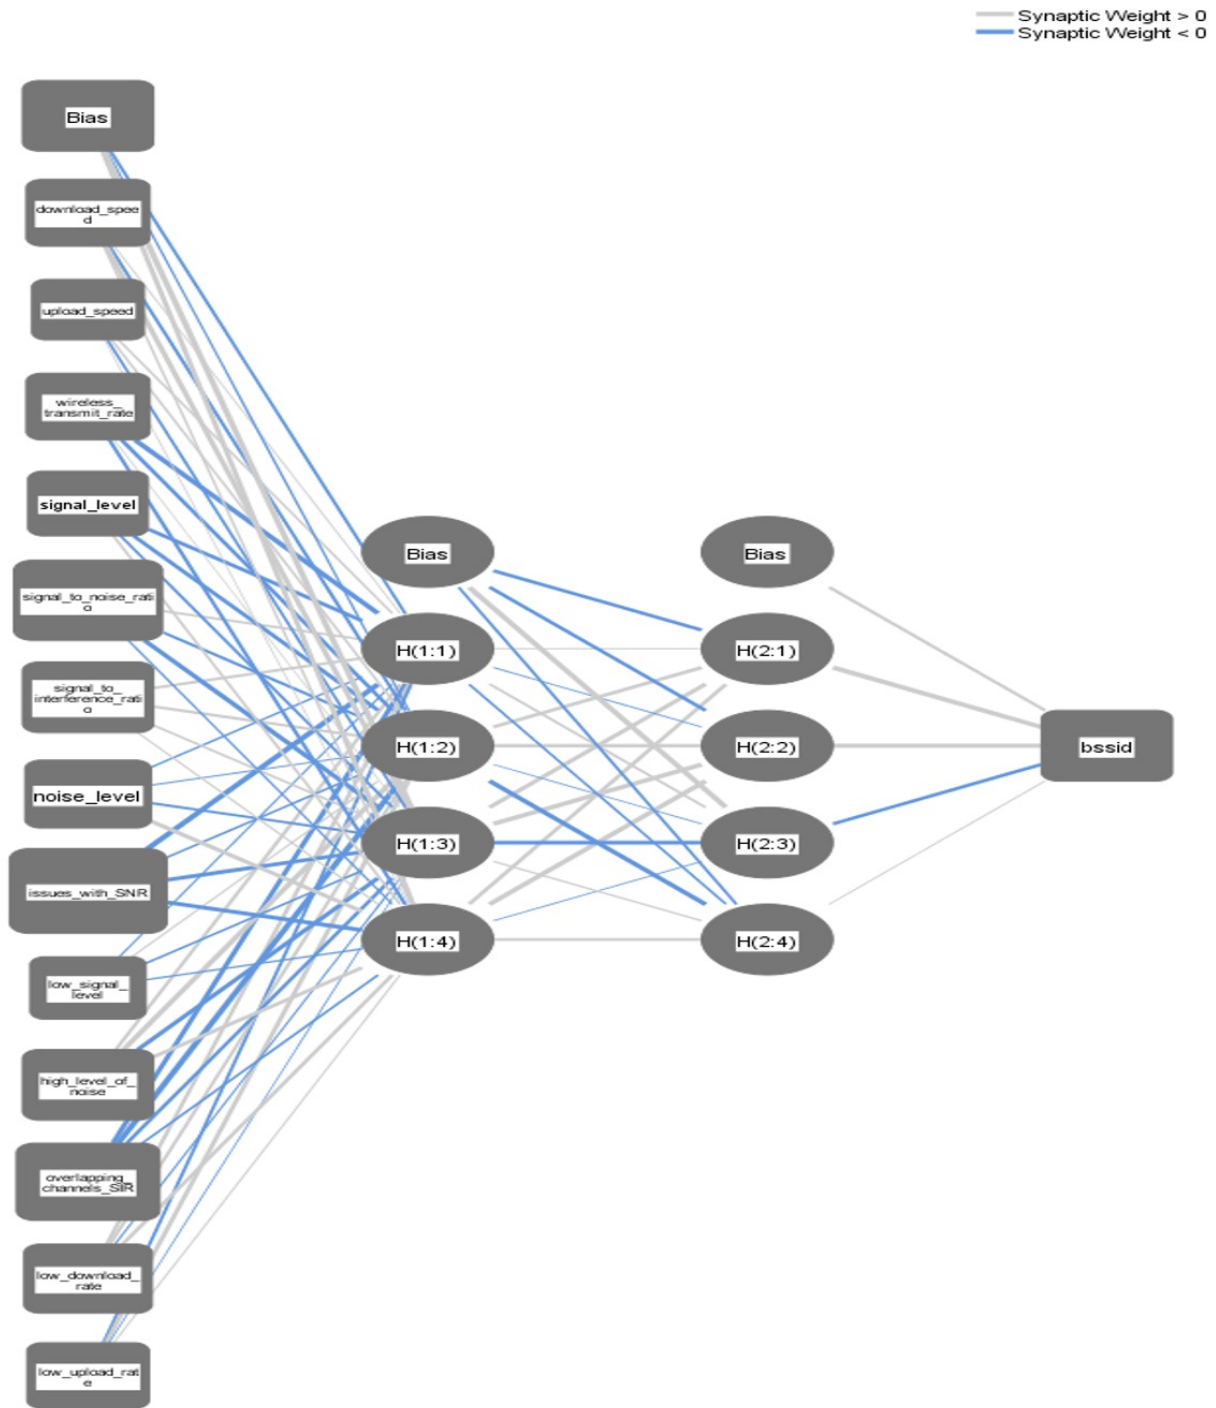 Synaptic Weight > 0
Synaptic Weight < 0
Bias
download_spee
d
upload_speed
wireless_
transmit_rate
signal_level
signal_to_noise_rati
o
signal_to_
interference_rati
o
noise_level
issues_with_SNR
low_signal_
level
high_level_of_
noise
overlapping_
channels_SIR
low_download_
rate
low_upload_rat
e
Bias
H(1:1)
H(1:2)
H(1:3)
H(1:4)
Bias
H(2:1)
H(2:2)
H(2:3)
H(2:4)
bssid